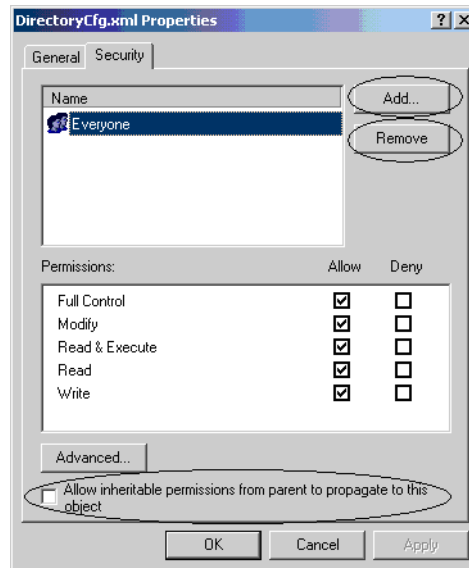 DirectoryCfg.xml Properties
General Security
Name
Everyone
Add...
Remove
Permissions: Allow Deny
Full Control
Modify
Read & Execute
Read
Write
Advanced...
Allow inheritable permissions from parent to propagate to this
object
OK Cancel Apply